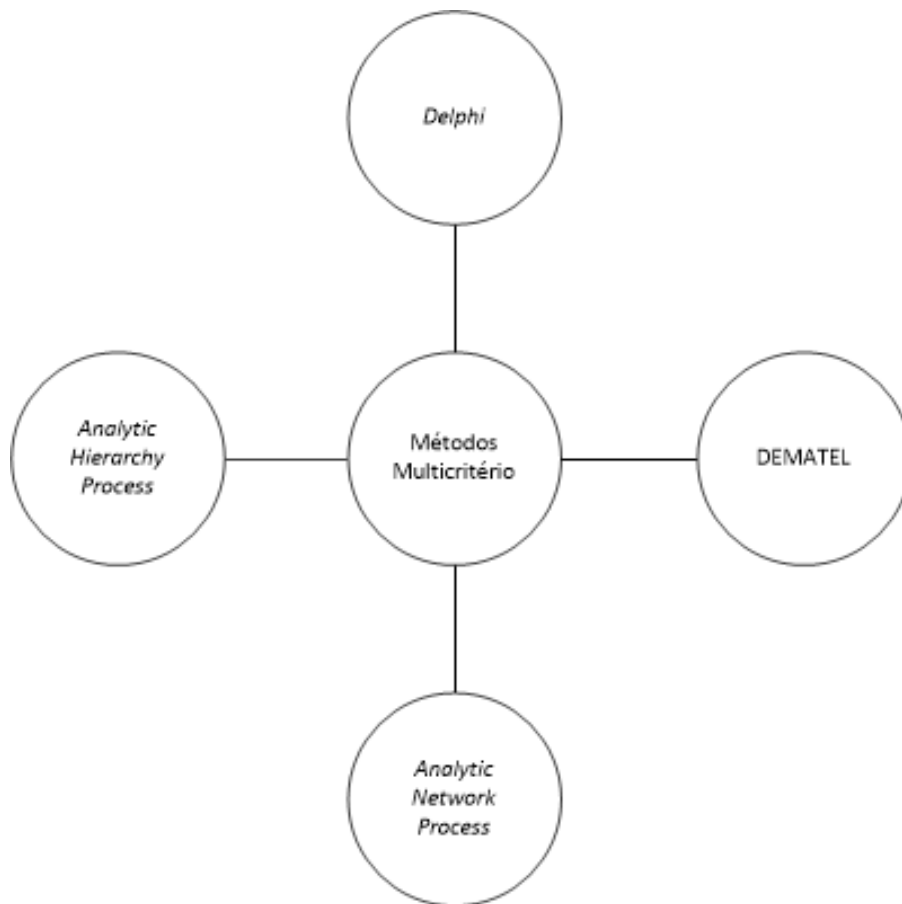 Delphi
Analytic
Hierarchy
Process
Métodos
Multicritério
DEMATEL
Analytic
Network
Process